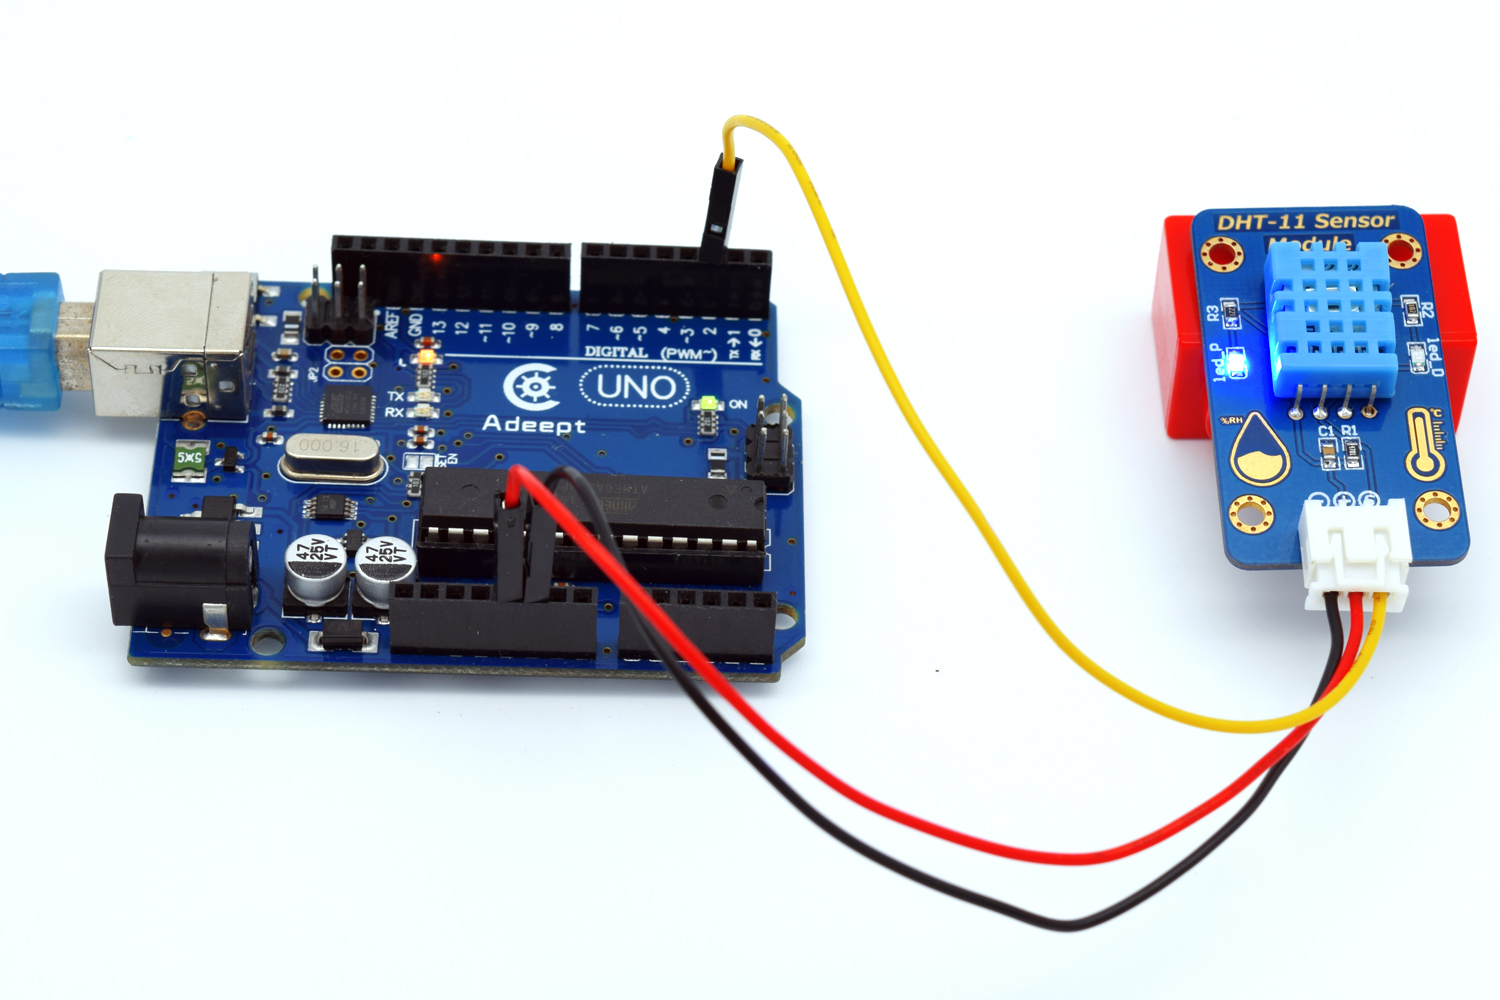 DHT-11 Sensor
Module
R3
R2
led_P
led_D
%RH
°C
C1
R1
AREF
GND
13
12
~11
~10
~9
8
7
~6
~5
4
~3
2
TX→1
RX←0
DIGITAL (PWM~)
UNO
Adeept
TX
RX
ON
JP2
16.000
EN
47
25V
VT
47
25V
VT